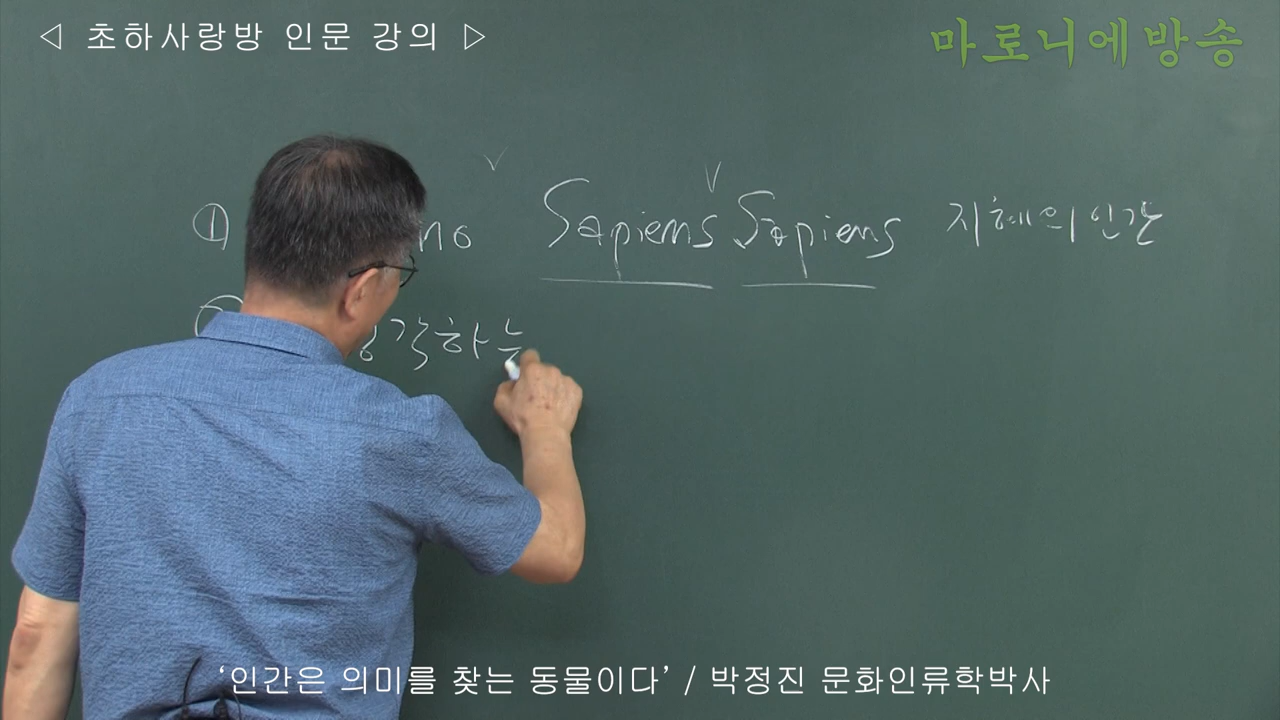 ◁ 초하사랑방 인문 강의 ▷
마로니에방송
① no Sapiens Sapiens 지혜의 인간
각하는
‘인간은 의미를 찾는 동물이다’ / 박정진 문화인류학박사